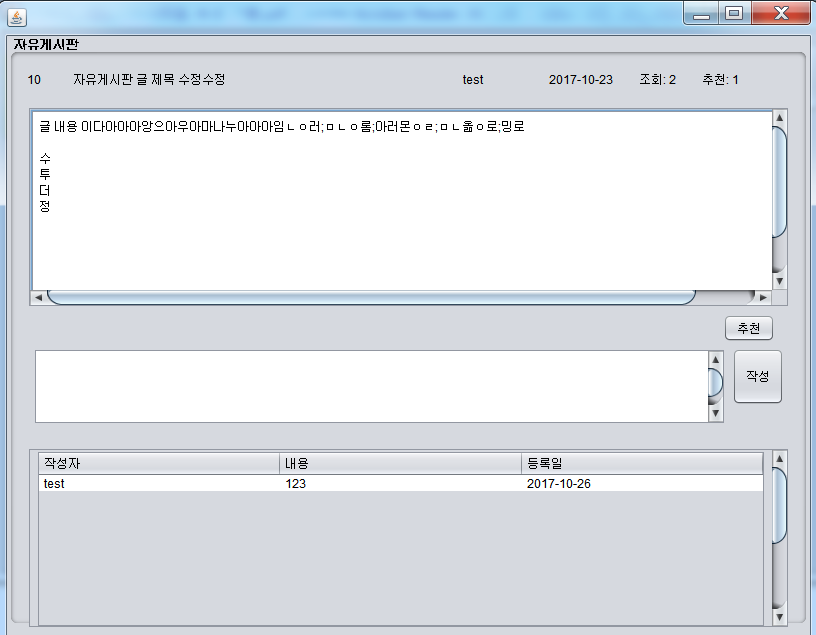 자유게시판
10 자유게시판 글 제목 수정수정 test 2017-10-23 조회: 2 추천: 1
글 내용 이다아아아앙으아우아마나누아아아임ㄴㅇ러;ㅁㄴㅇ롬;아러몬ㅇㄹ;ㅁㄴ옮ㅇ로;밍로
수
투
더
정
추천
작성
작성자 내용 등록일
test 123 2017-10-26